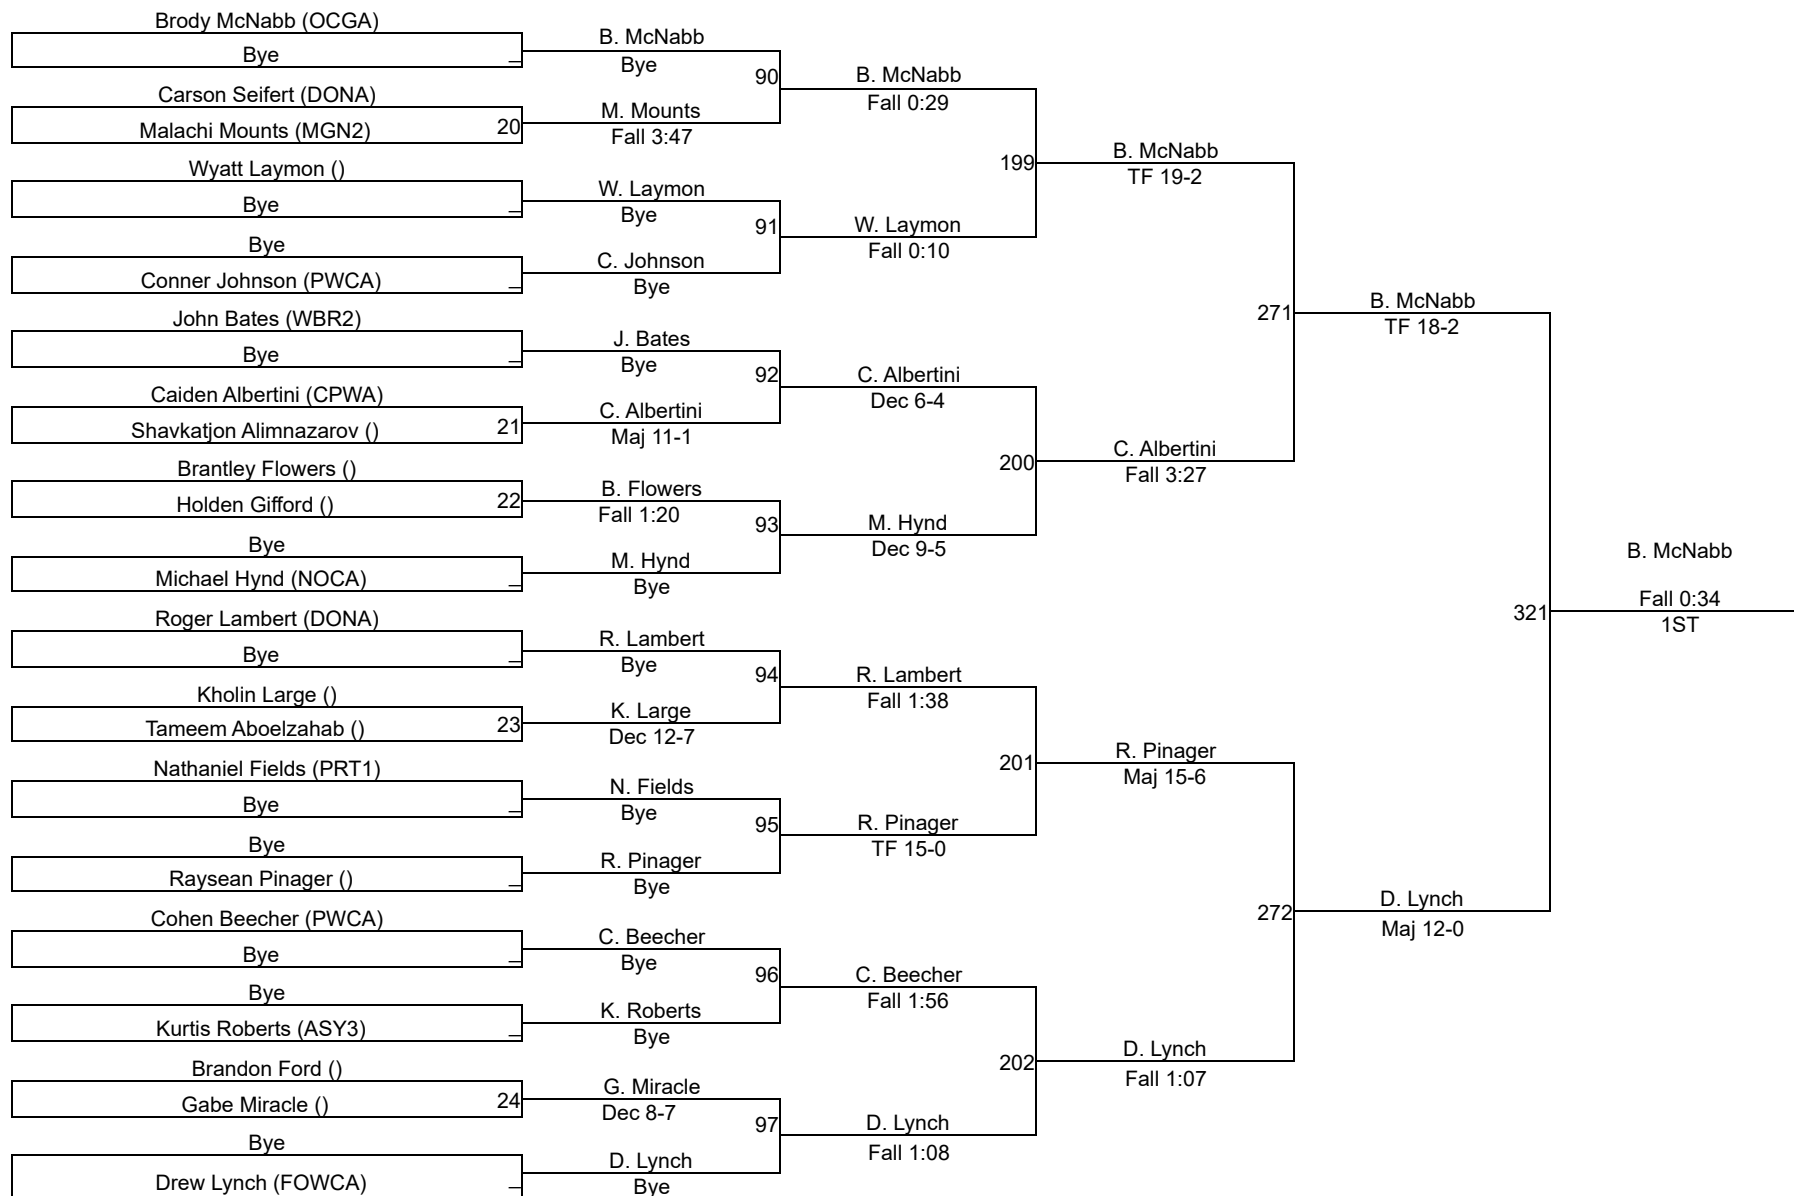 Brody McNabb (OCGA)
Bye
Carson Seifert (DONA)
Malachi Mounts (MGN2) 20
Wyatt Laymon ()
Bye
Bye
Conner Johnson (PWCA)
John Bates (WBR2)
Bye
Caiden Albertini (CPWA)
Shavkatjon Alimnazarov () 21
Brantley Flowers ()
Holden Gifford () 22
Bye
Michael Hynd (NOCA)
Roger Lambert (DONA)
Bye
Kholin Large ()
Tameem Aboelzahab () 23
Nathaniel Fields (PRT1)
Bye
Bye
Raysean Pinager ()
Cohen Beecher (PWCA)
Bye
Bye
Kurtis Roberts (ASY3)
Brandon Ford ()
Gabe Miracle () 24
Bye
Drew Lynch (FOWCA)
B. McNabb
Bye
90
M. Mounts
Fall 3:47
W. Laymon
Bye
91
C. Johnson
Bye
J. Bates
Bye
92
C. Albertini
Maj 11-1
B. Flowers
Fall 1:20
93
M. Hynd
Bye
R. Lambert
Bye
94
K. Large
Dec 12-7
N. Fields
Bye
95
R. Pinager
Bye
C. Beecher
Bye
96
K. Roberts
Bye
G. Miracle
Dec 8-7
97
D. Lynch
Bye
B. McNabb
Fall 0:29
199
W. Laymon
Fall 0:10
C. Albertini
Dec 6-4
200
M. Hynd
Dec 9-5
R. Lambert
Fall 1:38
201
R. Pinager
TF 15-0
C. Beecher
Fall 1:56
202
D. Lynch
Fall 1:08
B. McNabb
TF 19-2
271
C. Albertini
Fall 3:27
R. Pinager
Maj 15-6
272
D. Lynch
Fall 1:07
B. McNabb
TF 18-2
321
D. Lynch
Maj 12-0
B. McNabb
Fall 0:34
1ST